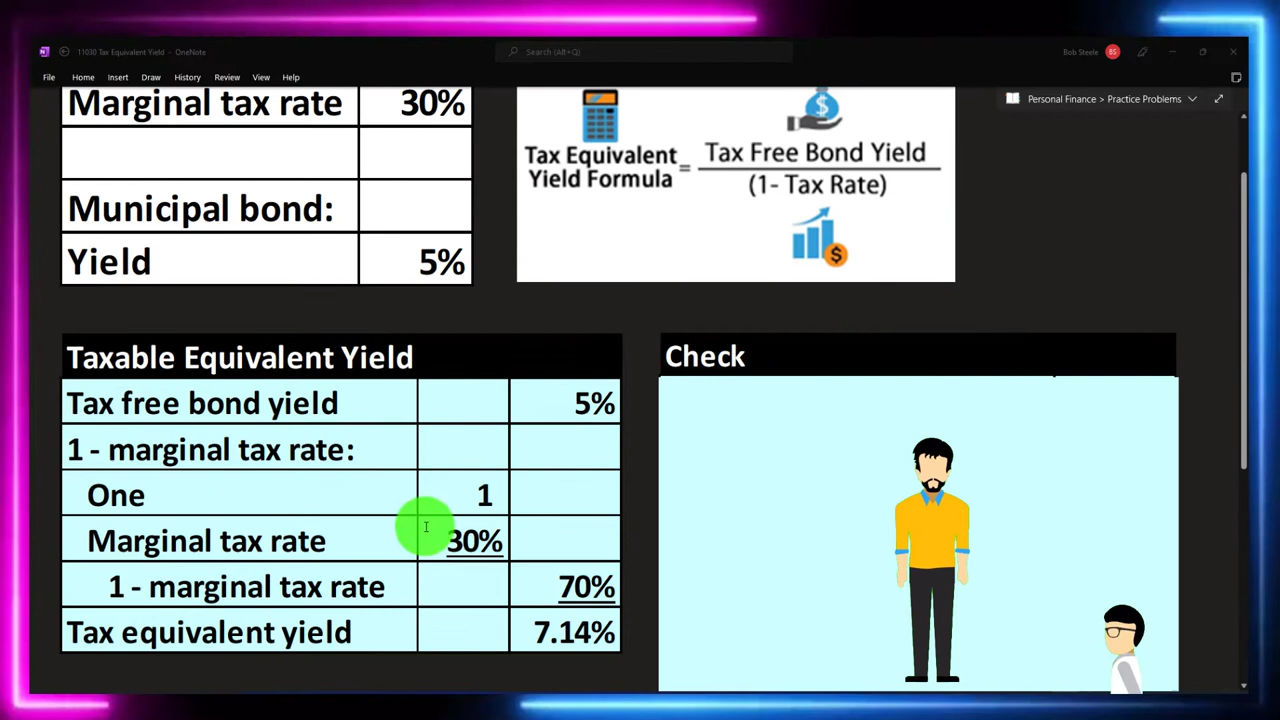 11030 Tax Equivalent Yield - OneNote
Search (Alt+Q)
Bob Steele
BS
File Home Insert Draw History Review View Help
Personal Finance > Practice Problems
Marginal tax rate 30%
Municipal bond:
Yield 5%
Tax Equivalent
Yield Formula
=
Tax Free Bond Yield
(1- Tax Rate)
Taxable Equivalent Yield
Tax free bond yield 5%
1 - marginal tax rate:
One 1
Marginal tax rate 30%
1 - marginal tax rate 70%
Tax equivalent yield 7.14%
Check